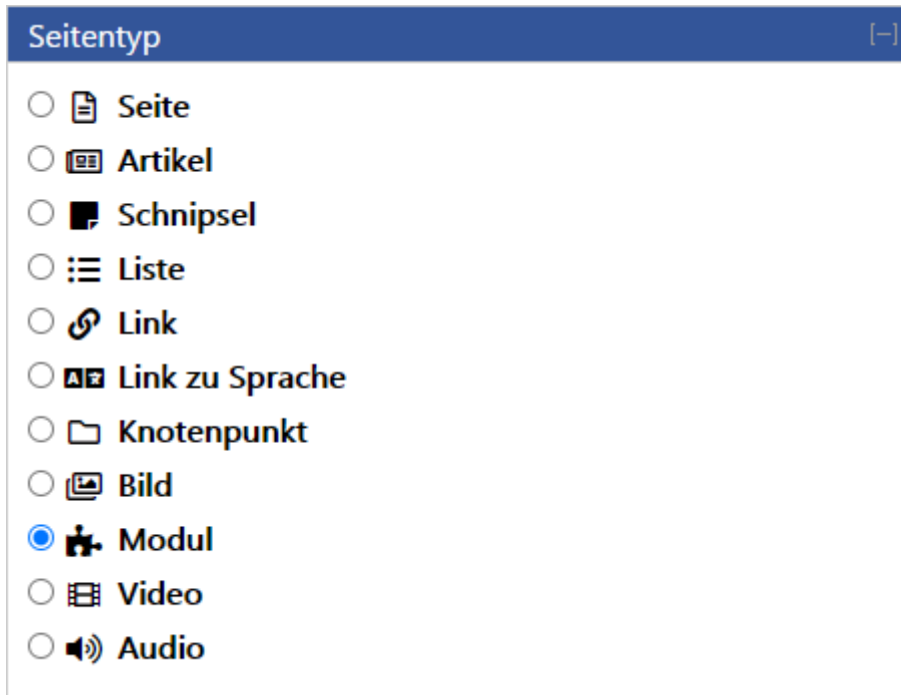 Seitentyp [—]
Seite
Artikel
Schnipsel
Liste
Link
Link zu Sprache
Knotenpunkt
Bild
Modul
Video
Audio